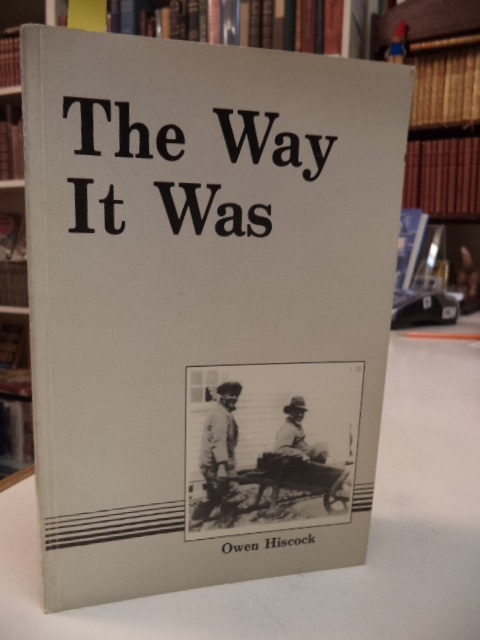 The Way
It Was
Owen Hiscock